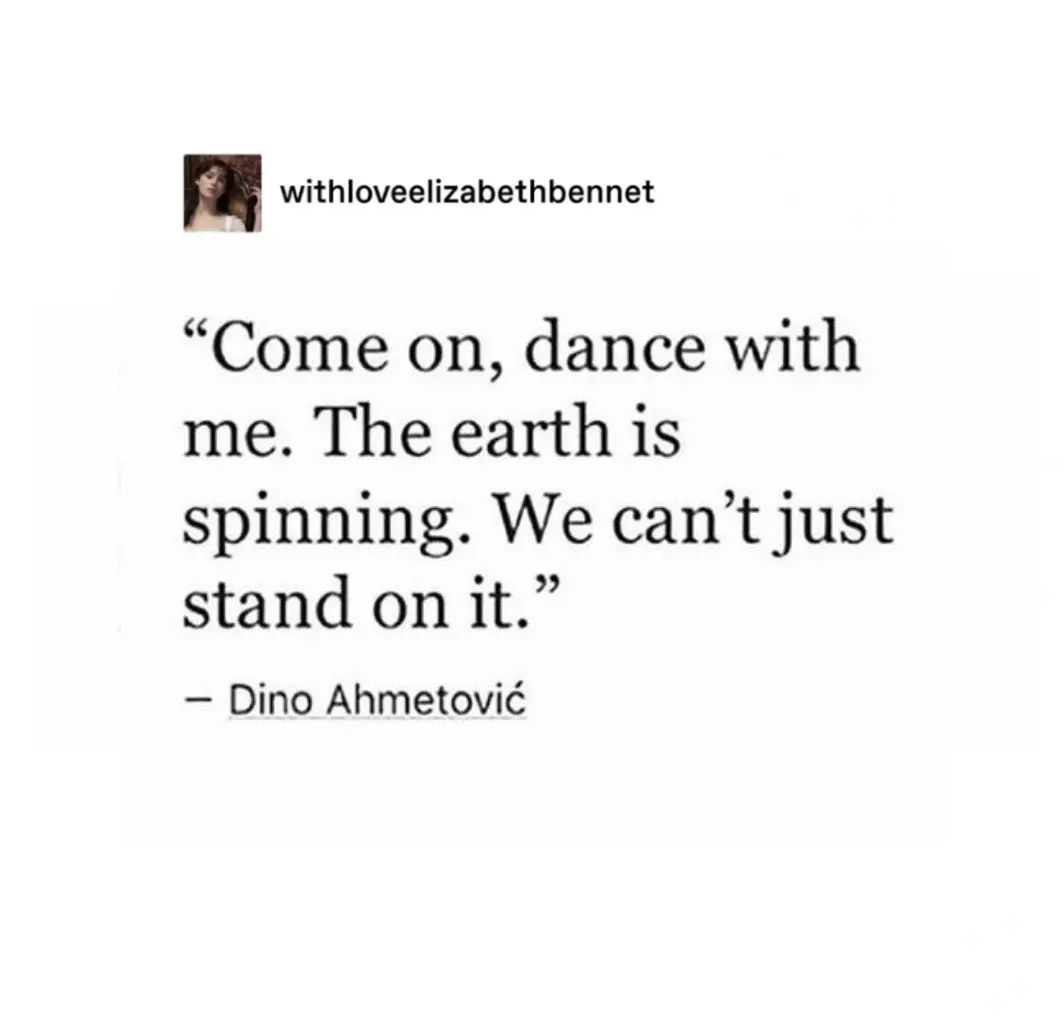 withloveelizabethbennet
“Come on, dance with
me. The earth is
spinning. We can’t just
stand on it.”
— Dino Ahmetović